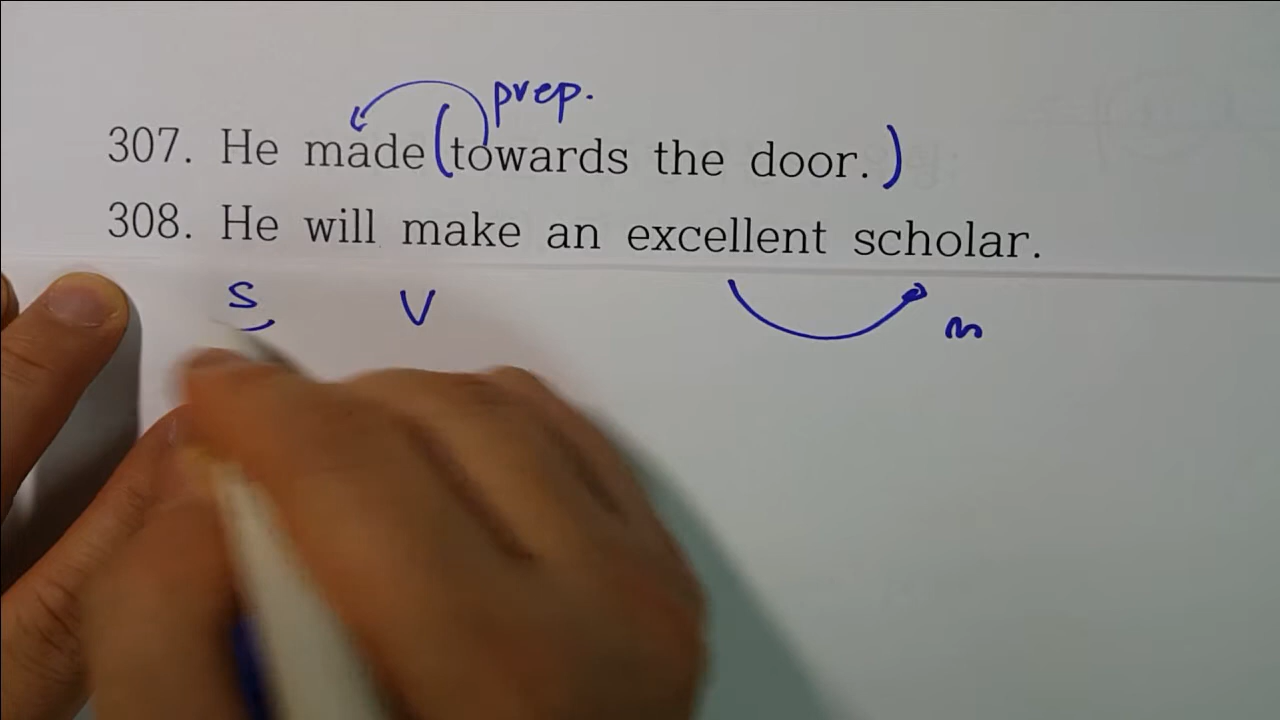 prep.
307. He made (towards the door.)
308. He will make an excellent scholar.
S V n